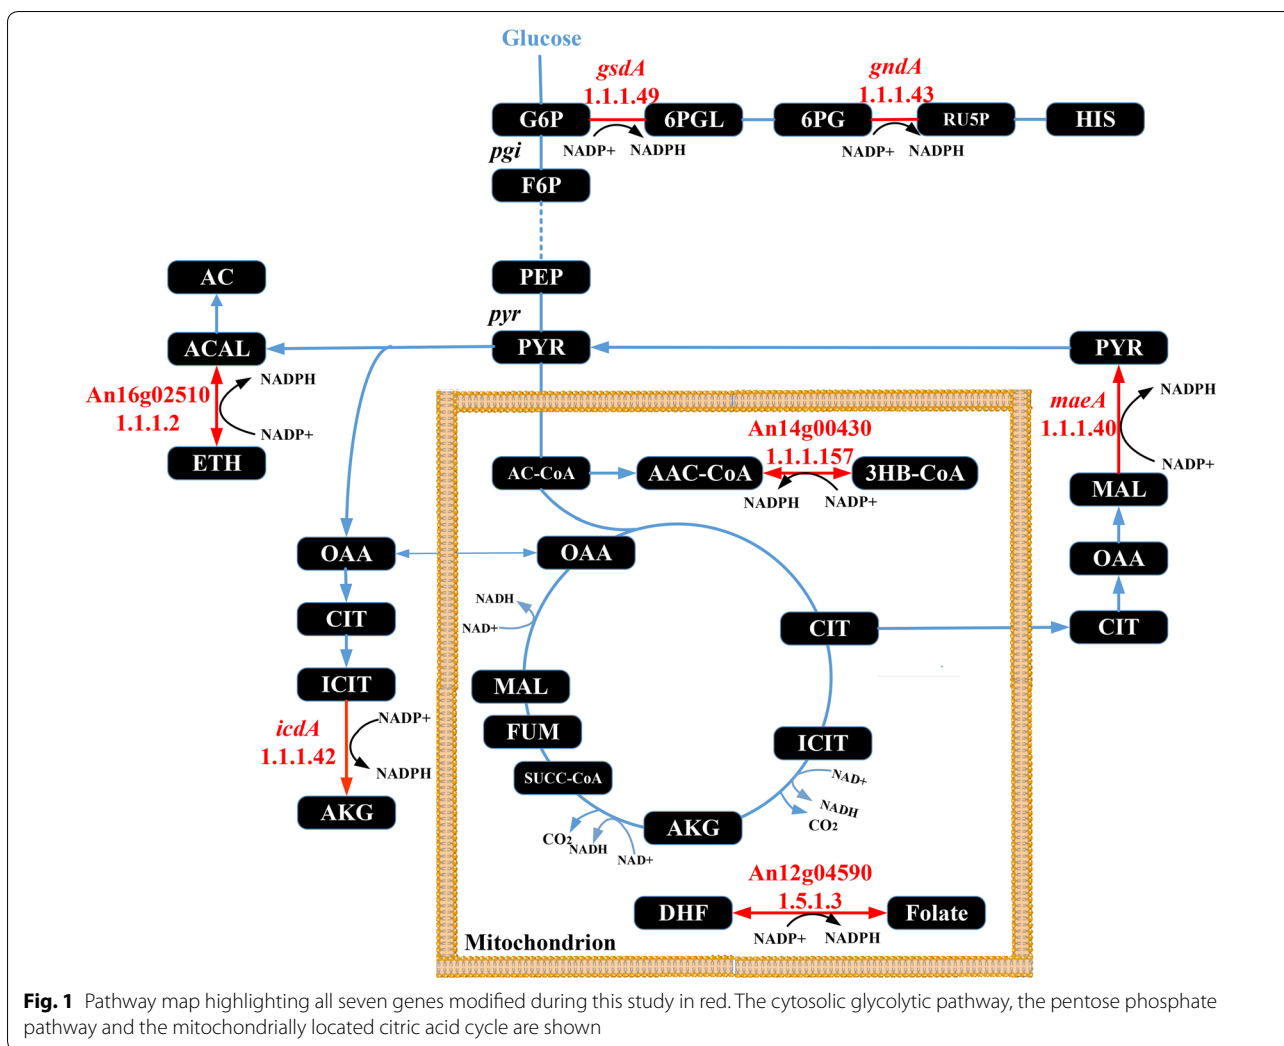 Glucose
gsdA
1.1.1.49
gndA
1.1.1.43
G6P
6PGL
6PG
RU5P
HIS
NADP+
NADPH
NADP+
NADPH
pgi
F6P
PEP
pyr
PYR
AC
ACAL
PYR
An16g02510
1.1.1.2
NADPH
NADP+
ETH
maeA
1.1.1.40
NADPH
NADP+
MAL
OAA
CIT
An14g00430
1.1.1.157
AC-CoA
AAC-CoA
3HB-CoA
NADPH
NADP+
OAA
OAA
CIT
ICIT
icdA
1.1.1.42
NADP+
NADPH
AKG
NADH
NAD+
CIT
MAL
FUM
SUCC-CoA
ICIT
NAD+
NADH
CO2
AKG
CO2
NADH
NAD+
An12g04590
1.5.1.3
DHF
Folate
NADP+
NADPH
Mitochondrion
Fig. 1 Pathway map highlighting all seven genes modified during this study in red. The cytosolic glycolytic pathway, the pentose phosphate
pathway and the mitochondrially located citric acid cycle are shown